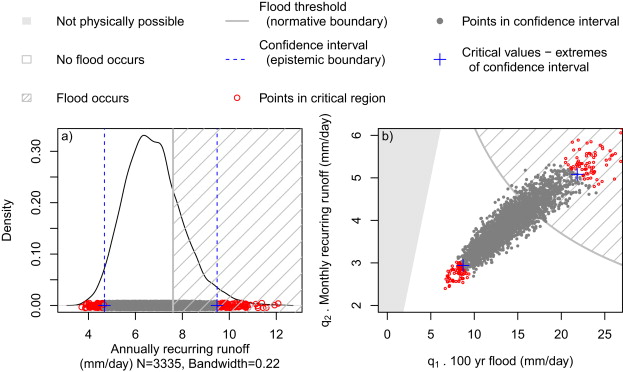 Not physically possible
No flood occurs
Flood occurs
Flood threshold
(normative boundary)
Confidence interval
(epistemic boundary)
Points in critical region
Points in confidence interval
Critical values − extremes
of confidence interval
a)
Density
0.30
0.20
0.10
0.00
4 6 8 10 12
Annually recurring runoff
(mm/day) N=3335, Bandwidth=0.22
b)
q2 . Monthly recurring runoff (mm/day)
6
5
4
3
2
0 5 10 15 20 25
q1 . 100 yr flood (mm/day)